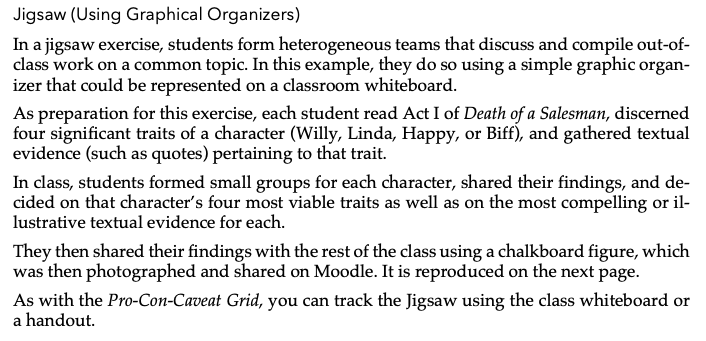 Jigsaw (Using Graphical Organizers)
In a jigsaw exercise, students form heterogeneous teams that discuss and compile out-of-
class work on a common topic. In this example, they do so using a simple graphic organ-
izer that could be represented on a classroom whiteboard.
As preparation for this exercise, each student read Act I of Death of a Salesman, discerned
four significant traits of a character (Willy, Linda, Happy, or Biff), and gathered textual
evidence (such as quotes) pertaining to that trait.
In class, students formed small groups for each character, shared their findings, and de-
cided on that character's four most viable traits as well as on the most compelling or il-
lustrative textual evidence for each.
They then shared their findings with the rest of the class using a chalkboard figure, which
was then photographed and shared on Moodle. It is reproduced on the next page.
As with the Pro-Con-Caveat Grid, you can track the Jigsaw using the class whiteboard or
a handout.